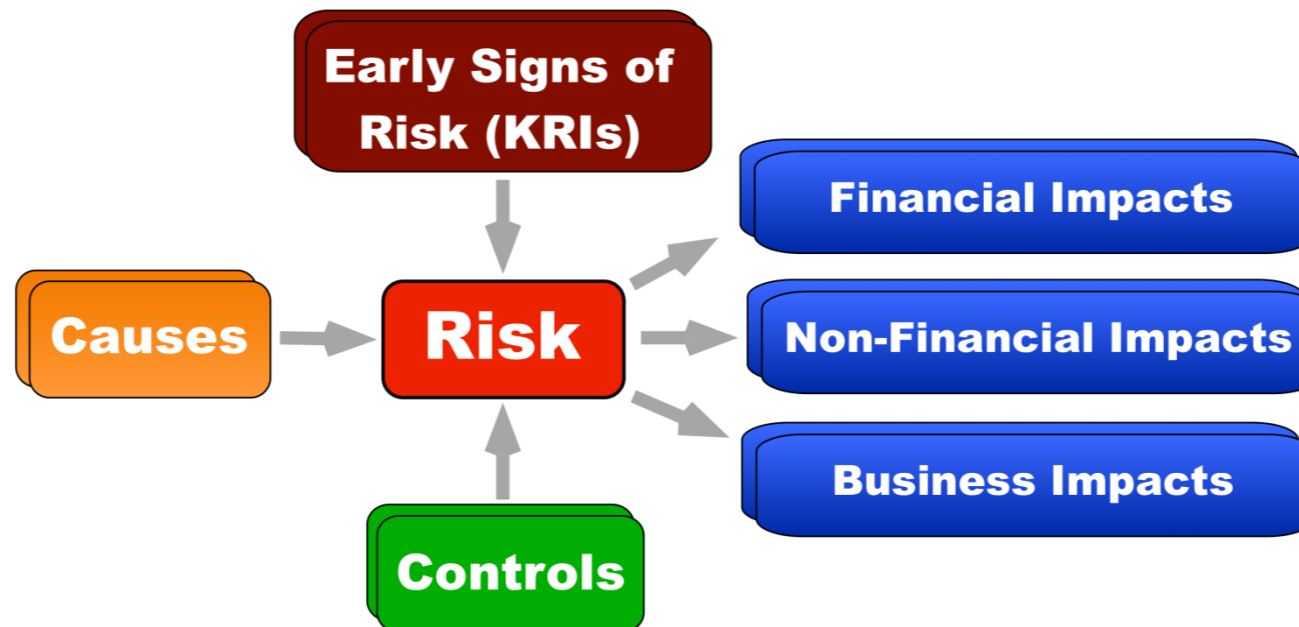 Early Signs of
Risk (KRIs)
Financial Impacts
Causes
Risk
Non-Financial Impacts
Business Impacts
Controls